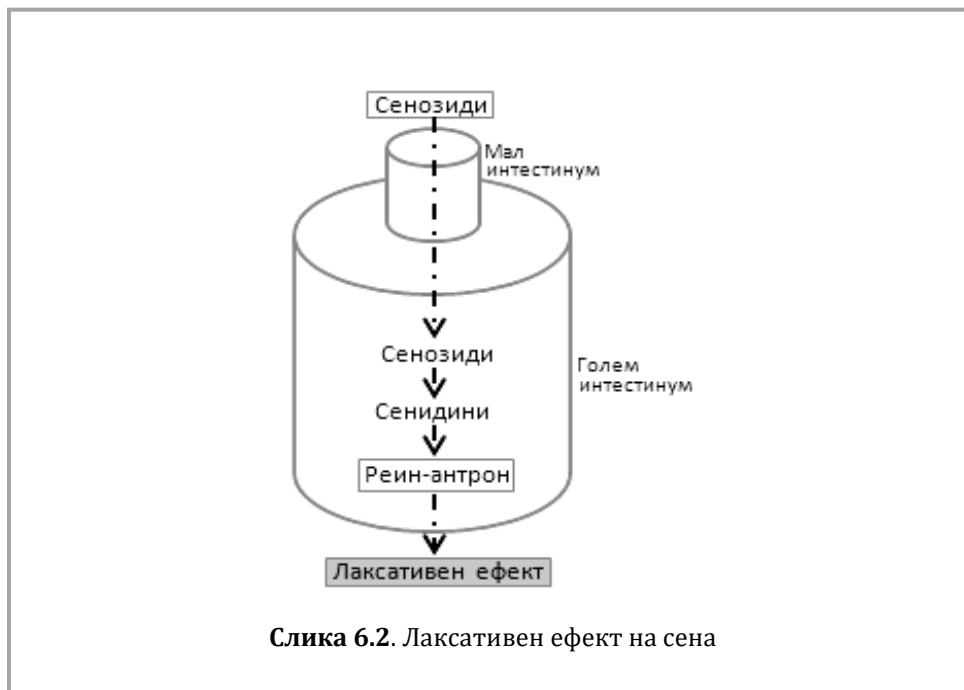 Сенозиди
Мал
интестинум
Сенозиди
Голем
интестинум
Сенидини
Реин-антрон
Лаксативен ефект
Слика 6.2. Лаксативен ефект на сена